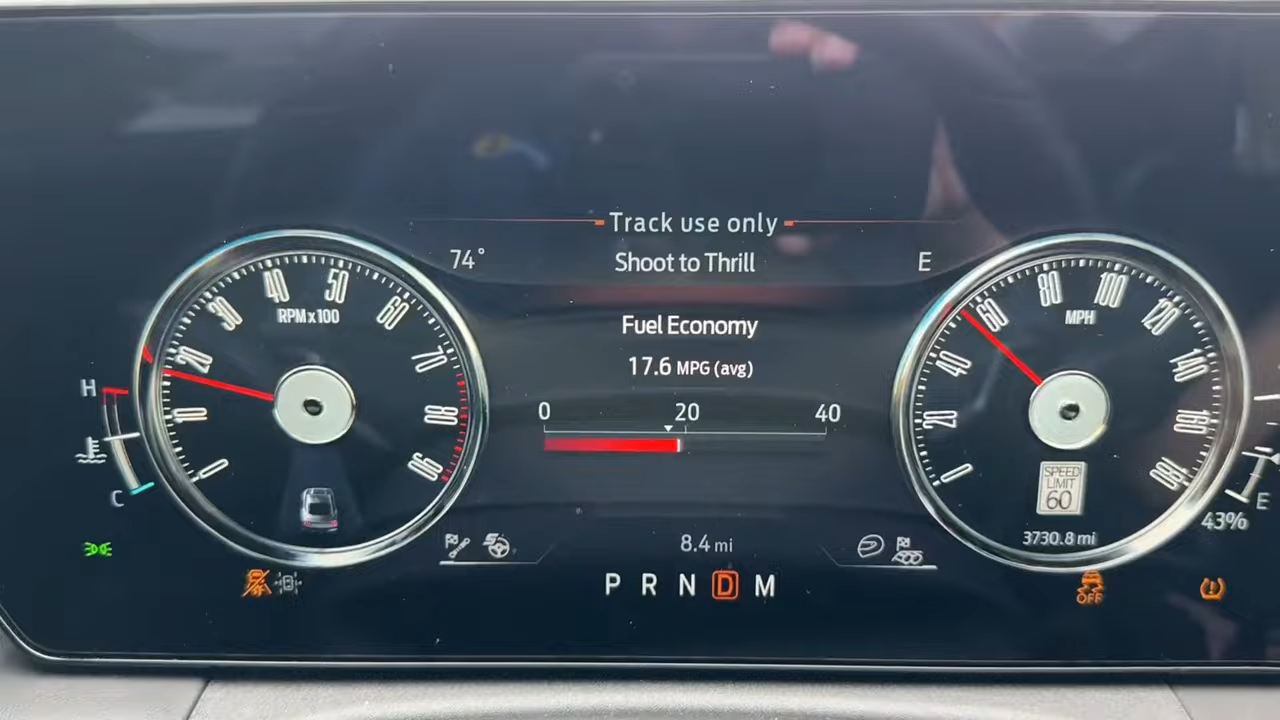 Track use only
74° Shoot to Thrill E
Fuel Economy
17.6 MPG (avg)
0 20 40
0 10 20 30 40 50 60 70 80 90
RPM x 100
H
C
0 20 40 60 80 100 120 140 160 180
MPH
SPEED
LIMIT
60
3730.8 mi
E
43%
8.4 mi
P R N D M
OFF